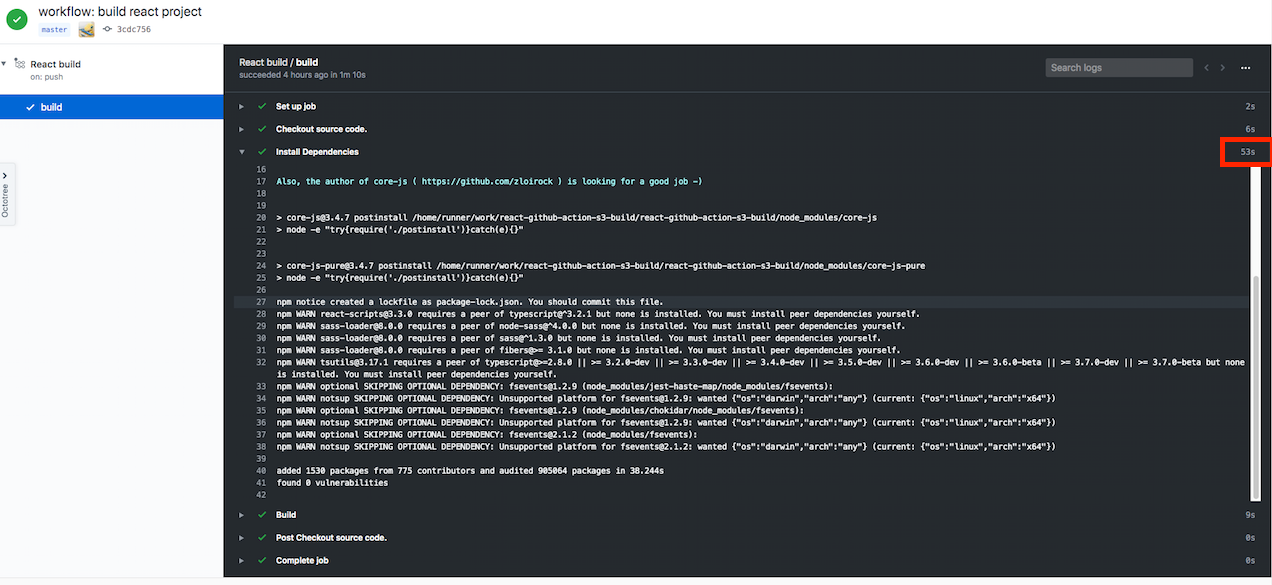 workflow: build react project
master 3cdc756
React build
on: push
build
Octotree
React build / build
succeeded 4 hours ago in 1m 10s
Search logs
Set up job 2s
Checkout source code. 6s
Install Dependencies 53s
16
17 Also, the author of core-js ( https://github.com/zloirock ) is looking for a good job -)
18
19
20 > core-js@3.4.7 postinstall /home/runner/work/react-github-action-s3-build/react-github-action-s3-build/node_modules/core-js
21 > node -e "try{require('./postinstall')}catch(e){}"
22
23
24 > core-js-pure@3.4.7 postinstall /home/runner/work/react-github-action-s3-build/react-github-action-s3-build/node_modules/core-js-pure
25 > node -e "try{require('./postinstall')}catch(e){}"
26
27 npm notice created a lockfile as package-lock.json. You should commit this file.
28 npm WARN react-scripts@3.3.0 requires a peer of typescript@^3.2.1 but none is installed. You must install peer dependencies yourself.
29 npm WARN sass-loader@8.0.0 requires a peer of node-sass@^4.0.0 but none is installed. You must install peer dependencies yourself.
30 npm WARN sass-loader@8.0.0 requires a peer of sass@^1.3.0 but none is installed. You must install peer dependencies yourself.
31 npm WARN sass-loader@8.0.0 requires a peer of fibers@>= 3.1.0 but none is installed. You must install peer dependencies yourself.
32 npm WARN tsutils@3.17.1 requires a peer of typescript@>=2.8.0 || >= 3.2.0-dev || >= 3.3.0-dev || >= 3.4.0-dev || >= 3.5.0-dev || >= 3.6.0-dev || >= 3.6.0-beta || >= 3.7.0-dev || >= 3.7.0-beta but none
is installed. You must install peer dependencies yourself.
33 npm WARN optional SKIPPING OPTIONAL DEPENDENCY: fsevents@1.2.9 (node_modules/jest-haste-map/node_modules/fsevents):
34 npm WARN notsup SKIPPING OPTIONAL DEPENDENCY: Unsupported platform for fsevents@1.2.9: wanted {"os":"darwin","arch":"any"} (current: {"os":"linux","arch":"x64"})
35 npm WARN optional SKIPPING OPTIONAL DEPENDENCY: fsevents@1.2.9 (node_modules/chokidar/node_modules/fsevents):
36 npm WARN notsup SKIPPING OPTIONAL DEPENDENCY: Unsupported platform for fsevents@1.2.9: wanted {"os":"darwin","arch":"any"} (current: {"os":"linux","arch":"x64"})
37 npm WARN optional SKIPPING OPTIONAL DEPENDENCY: fsevents@2.1.2 (node_modules/fsevents):
38 npm WARN notsup SKIPPING OPTIONAL DEPENDENCY: Unsupported platform for fsevents@2.1.2: wanted {"os":"darwin","arch":"any"} (current: {"os":"linux","arch":"x64"})
39
40 added 1530 packages from 775 contributors and audited 905064 packages in 38.244s
41 found 0 vulnerabilities
42
Build 9s
Post Checkout source code. 0s
Complete job 0s